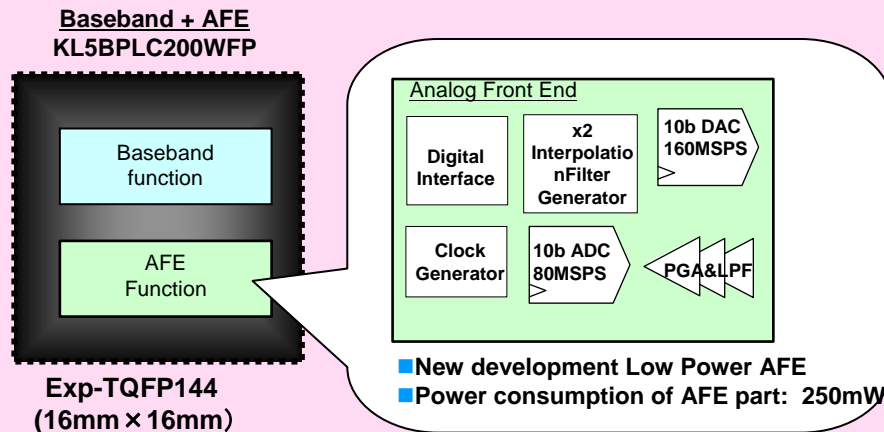 Baseband + AFE
KL5BPLC200WFP
Baseband
function
AFE
Function
Exp-TQFP144
(16mm×16mm）
Analog Front End
Digital
Interface
x2
Interpolatio
nFilter
Generator
10b DAC
160MSPS
Clock
Generator
10b ADC
80MSPS
PGA&LPF
■New development Low Power AFE
■Power consumption of AFE part: 250mW